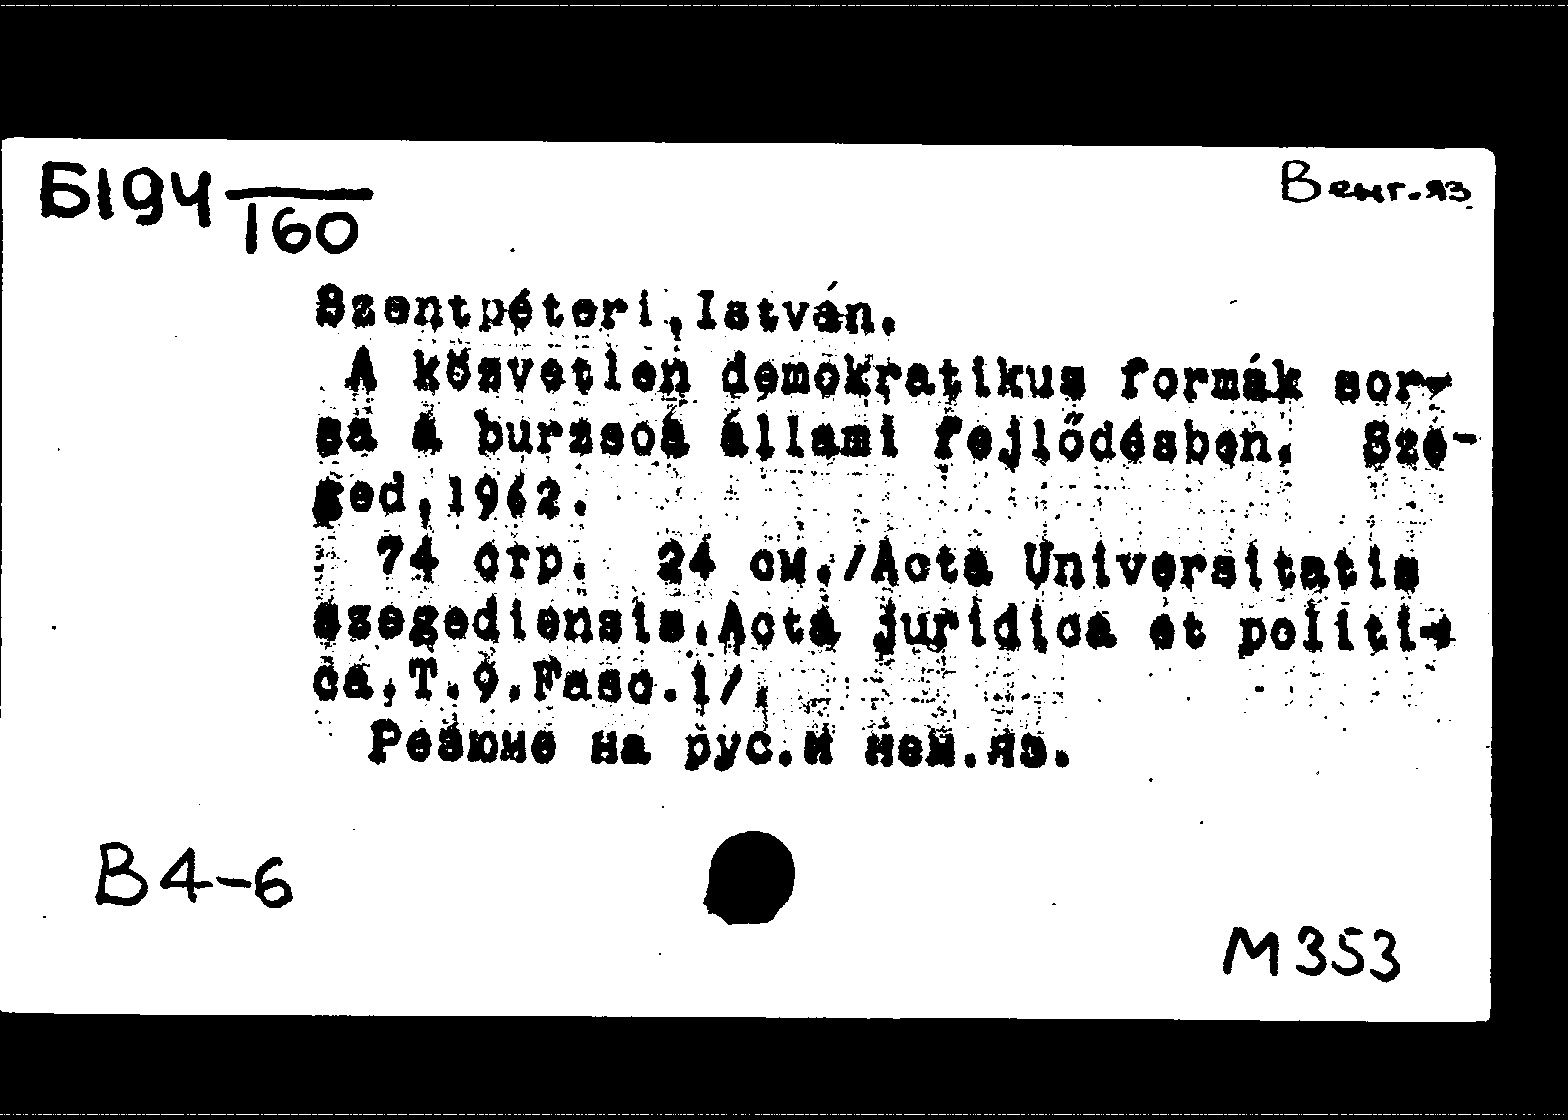 Б194
160
Венг.яз.
Szentpéteri,István.
A közvetlen demokratikus formák sor-
sa a burzsoá állami fejlődésben. Sze-
ged,1962.
74 стр. 24 см./Acta Universitatis
szegediensis.Acta juridica et politi-
ca,T.9.Fasc.1/.
Резюме на рус.и нем.яз.
В4-6
М353